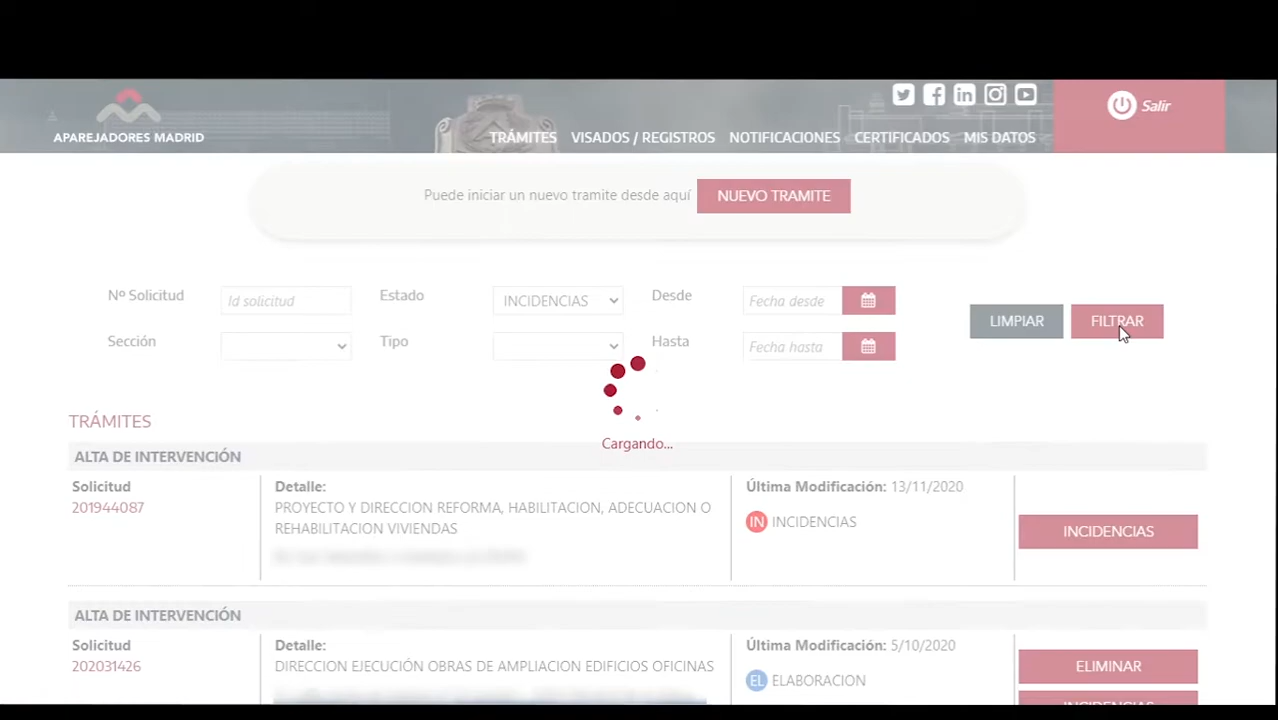 APAREJADORES MADRID
Salir
TRÁMITES VISADOS / REGISTROS NOTIFICACIONES CERTIFICADOS MIS DATOS
Puede iniciar un nuevo tramite desde aquí NUEVO TRAMITE
Nº Solicitud Id solicitud Estado INCIDENCIAS Desde Fecha desde
LIMPIAR FILTRAR
Sección Tipo Hasta Fecha hasta
Cargando...
TRÁMITES
ALTA DE INTERVENCIÓN
Solicitud Detalle: Última Modificación: 13/11/2020
201944087 PROYECTO Y DIRECCION REFORMA, HABILITACION, ADECUACION O
REHABILITACION VIVIENDAS
IN INCIDENCIAS INCIDENCIAS
ALTA DE INTERVENCIÓN
Solicitud Detalle: Última Modificación: 5/10/2020
202031426 DIRECCION EJECUCIÓN OBRAS DE AMPLIACION EDIFICIOS OFICINAS ELIMINAR
EL ELABORACION
INCIDENCIAS